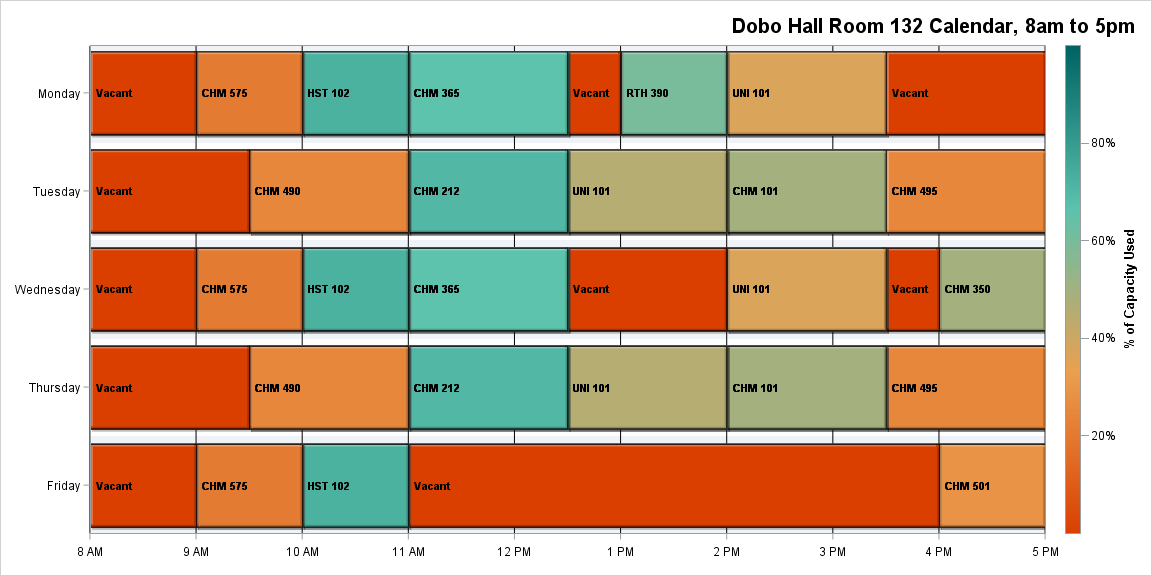 Dobo Hall Room 132 Calendar, 8am to 5pm
Monday Vacant CHM 575 HST 102 CHM 365 Vacant RTH 390 UNI 101 Vacant
Tuesday Vacant CHM 490 CHM 212 UNI 101 CHM 101 CHM 495
Wednesday Vacant CHM 575 HST 102 CHM 365 Vacant UNI 101 Vacant CHM 350
Thursday Vacant CHM 490 CHM 212 UNI 101 CHM 101 CHM 495
Friday Vacant CHM 575 HST 102 Vacant CHM 501
8 AM 9 AM 10 AM 11 AM 12 PM 1 PM 2 PM 3 PM 4 PM 5 PM
80%
60%
40%
20%
% of Capacity Used